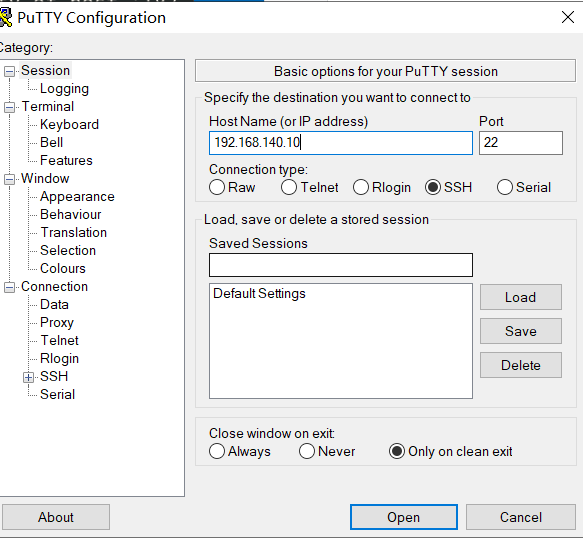 PuTTY Configuration
Category:
Session
Logging
Terminal
Keyboard
Bell
Features
Window
Appearance
Behaviour
Translation
Selection
Colours
Connection
Data
Proxy
Telnet
Rlogin
SSH
Serial
Basic options for your PuTTY session
Specify the destination you want to connect to
Host Name (or IP address) Port
192.168.140.10 22
Connection type:
Raw Telnet Rlogin SSH Serial
Load, save or delete a stored session
Saved Sessions
Default Settings
Load
Save
Delete
Close window on exit:
Always Never Only on clean exit
About Open Cancel